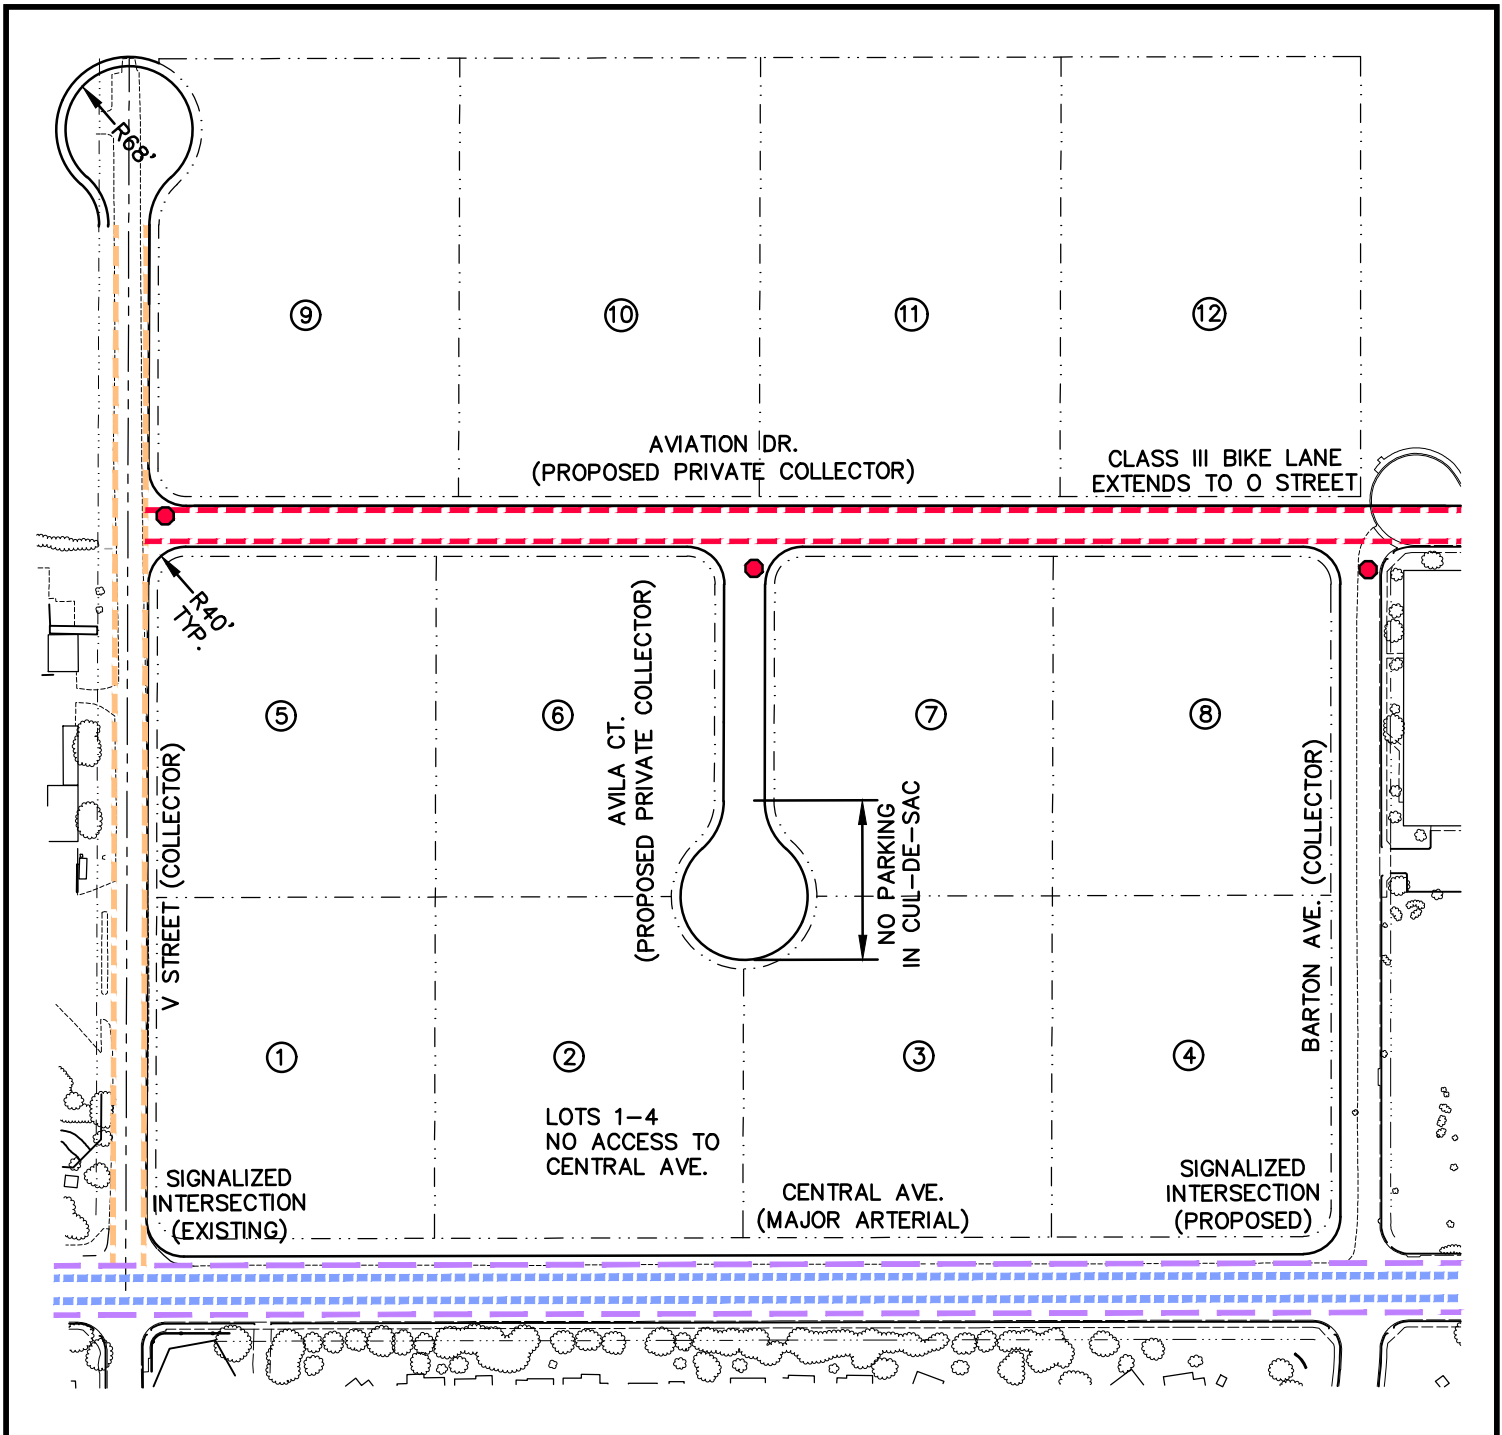 R68'
9
10
11
12
AVIATION DR.
(PROPOSED PRIVATE COLLECTOR)
CLASS III BIKE LANE
EXTENDS TO O STREET
R40'
TYP.
5
6
7
8
AVILA CT.
(PROPOSED PRIVATE COLLECTOR)
NO PARKING
IN CUL-DE-SAC
V STREET (COLLECTOR)
BARTON AVE. (COLLECTOR)
1
2
3
4
LOTS 1-4
NO ACCESS TO
CENTRAL AVE.
SIGNALIZED
INTERSECTION
(EXISTING)
CENTRAL AVE.
(MAJOR ARTERIAL)
SIGNALIZED
INTERSECTION
(PROPOSED)